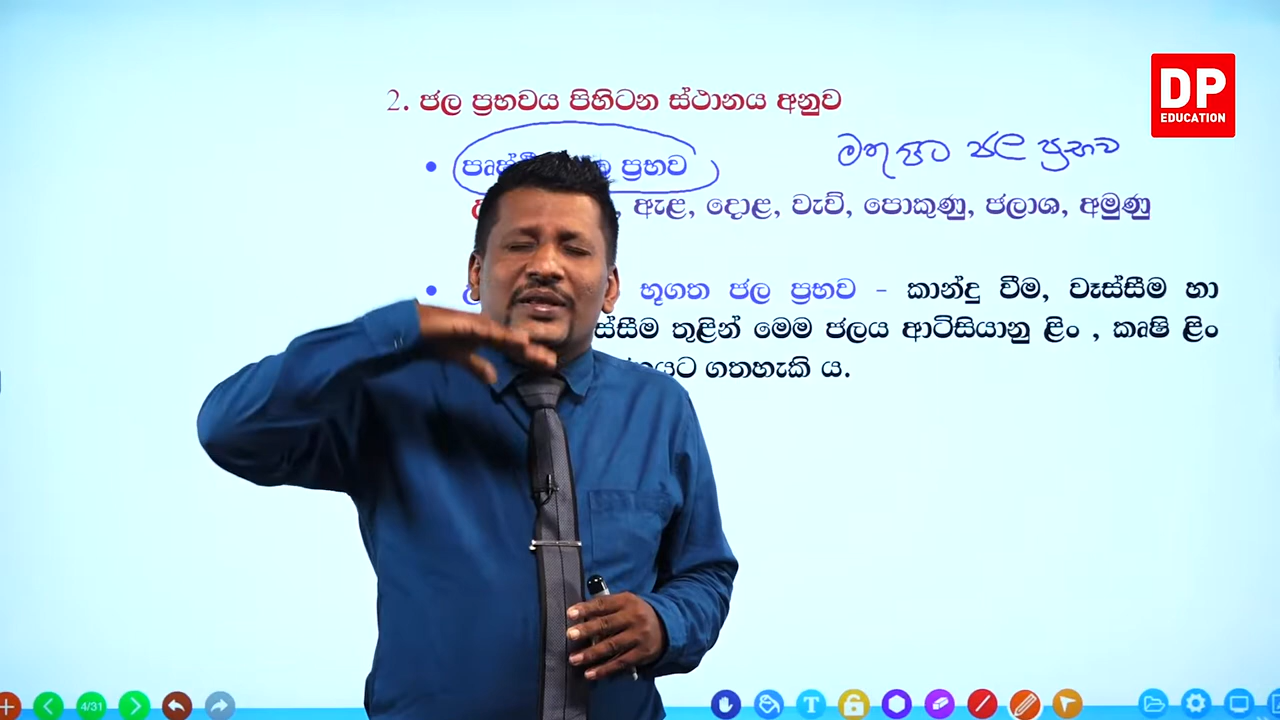 DP
EDUCATION
2. ජල ප්‍රභවය පිහිටන ස්ථානය අනුව
මතුපට ජල ප්‍රභව
• ප්‍රභව
ඇළ, දොළ, වැව්, පොකුණු, ජලාශ, අමුණු
• භූගත ජල ප්‍රභව - කාන්දු වීම, වෑස්සීම හා
තුළින් මෙම ජලය ආටිසියානු ළිං , කෘෂි ළිං
ගතහැකි ය.
4/31
T